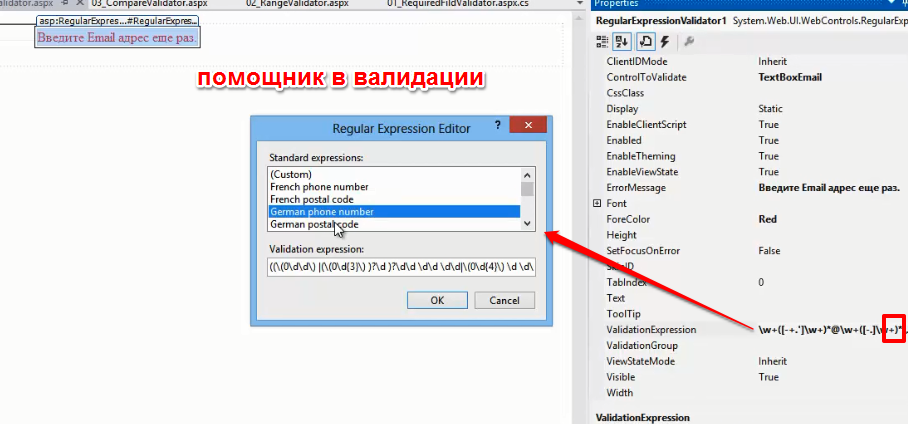 dator.aspx 03_CompareValidator.aspx 02_RangeValidator.aspx 01_RequiredFildValidator.aspx.cs
asp:RegularExpres...#RegularExpres...
Введите Email адрес еще раз.
помощник в валидации
Regular Expression Editor ?
Standard expressions:
(Custom)
French phone number
French postal code
German phone number
German postal code
Validation expression:
((\(0\d\d\) |(\(0\d{3}\) )?\d )?\d\d \d\d \d\d|\(0\d{4}\) \d \d\
OK Cancel
Properties
RegularExpressionValidator1 System.Web.UI.WebControls.RegularExp
ClientIDMode Inherit
ControlToValidate TextBoxEmail
CssClass
Display Static
EnableClientScript True
Enabled True
EnableTheming True
EnableViewState True
ErrorMessage Введите Email адрес еще раз.
Font
ForeColor Red
Height
SetFocusOnError False
TabIndex 0
Text
ToolTip
ValidationExpression \w+([-+.']\w+)*@\w+([-.]\w+)*
ValidationGroup
ViewStateMode Inherit
Visible True
Width
ValidationExpression